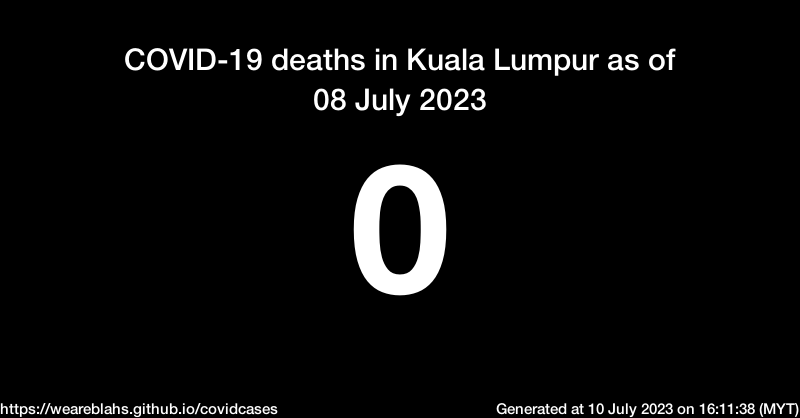 COVID-19 deaths in Kuala Lumpur as of
08 July 2023
0
https://weareblahs.github.io/covidcases
Generated at 10 July 2023 on 16:11:38 (MYT)